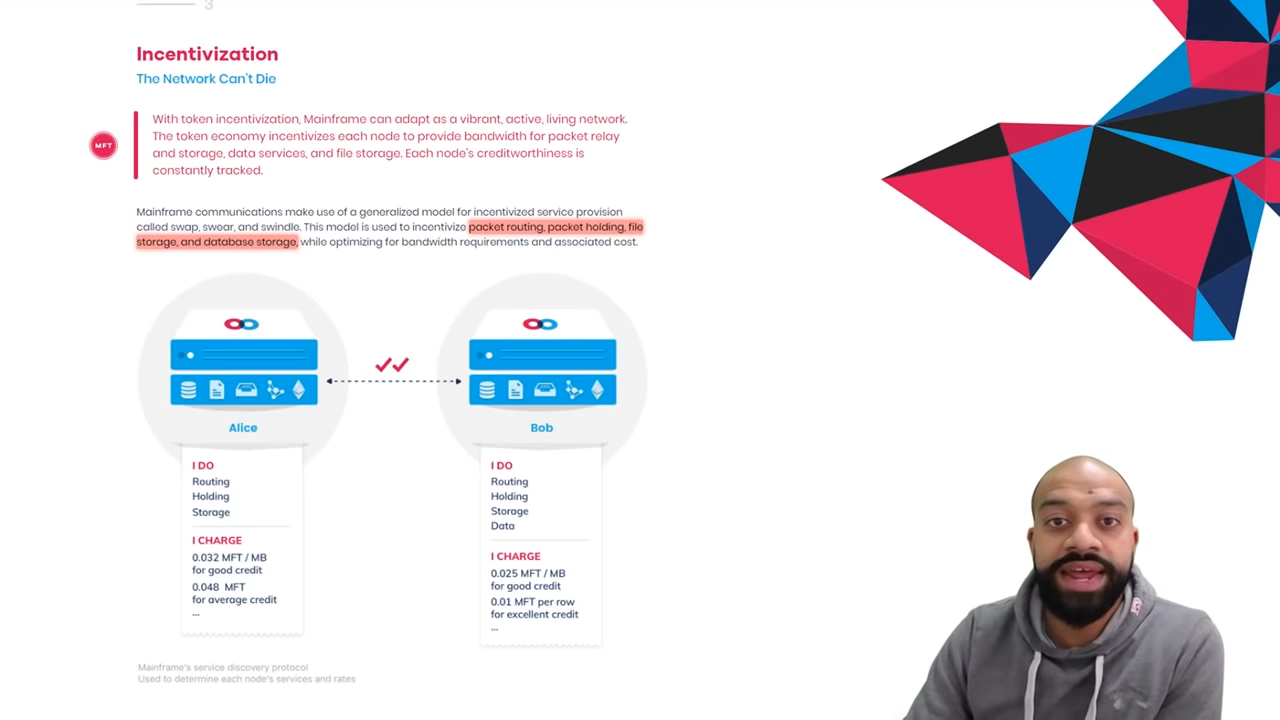 3
Incentivization
The Network Can't Die
MFT
With token incentivization, Mainframe can adapt as a vibrant, active, living network.
The token economy incentivizes each node to provide bandwidth for packet relay
and storage, data services, and file storage. Each node's creditworthiness is
constantly tracked.
Mainframe communications make use of a generalized model for incentivized service provision
called swap, swear, and swindle. This model is used to incentivize packet routing, packet holding, file
storage, and database storage, while optimizing for bandwidth requirements and associated cost.
Alice
I DO
Routing
Holding
Storage
I CHARGE
0.032 MFT / MB
for good credit
0.048 MFT
for average credit
...
Bob
I DO
Routing
Holding
Storage
Data
I CHARGE
0.025 MFT / MB
for good credit
0.01 MFT per row
for excellent credit
...
Mainframe's service discovery protocol
Used to determine each node's services and rates